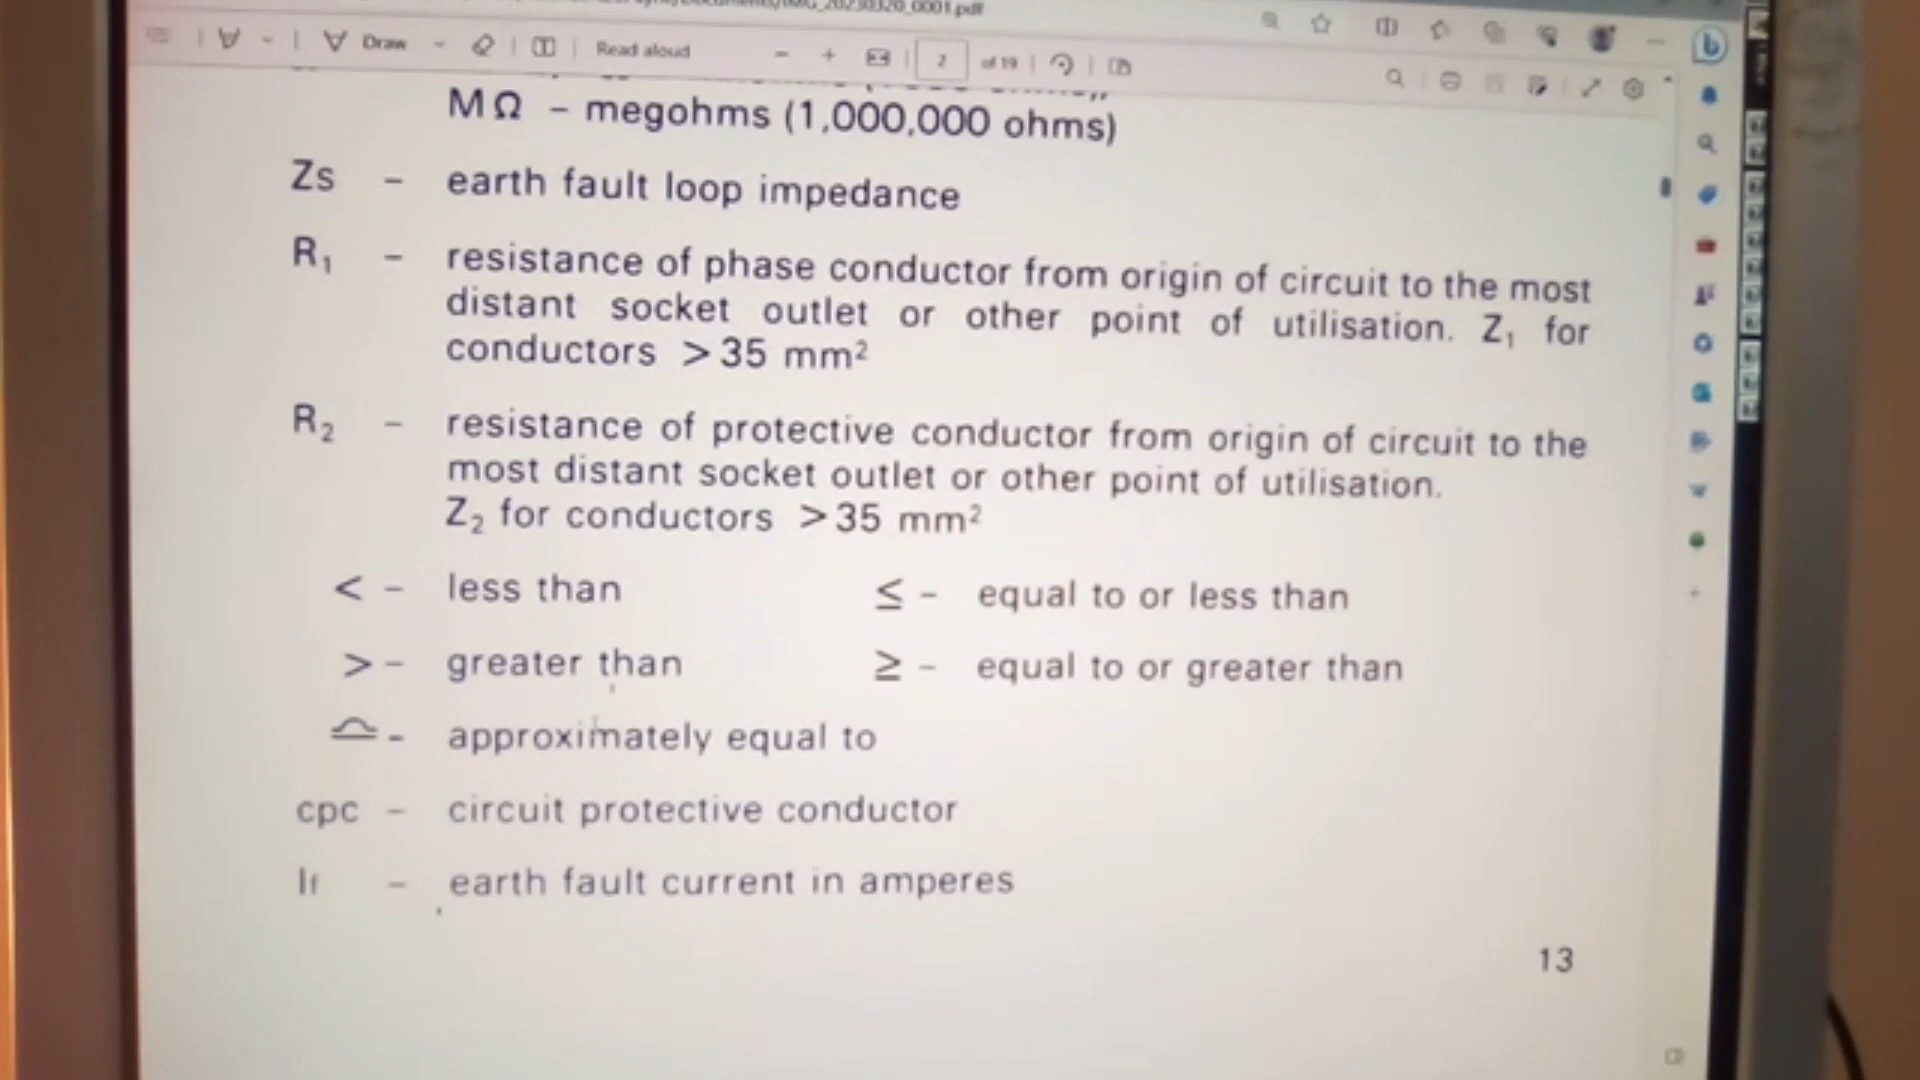 Draw
Read aloud
2 of 19
MΩ – megohms (1,000,000 ohms)
Zs – earth fault loop impedance
R₁ – resistance of phase conductor from origin of circuit to the most
distant socket outlet or other point of utilisation. Z₁ for
conductors >35 mm²
R₂ – resistance of protective conductor from origin of circuit to the
most distant socket outlet or other point of utilisation.
Z₂ for conductors >35 mm²
< – less than ≤ – equal to or less than
> – greater than ≥ – equal to or greater than
≏ – approximately equal to
cpc – circuit protective conductor
If – earth fault current in amperes
13